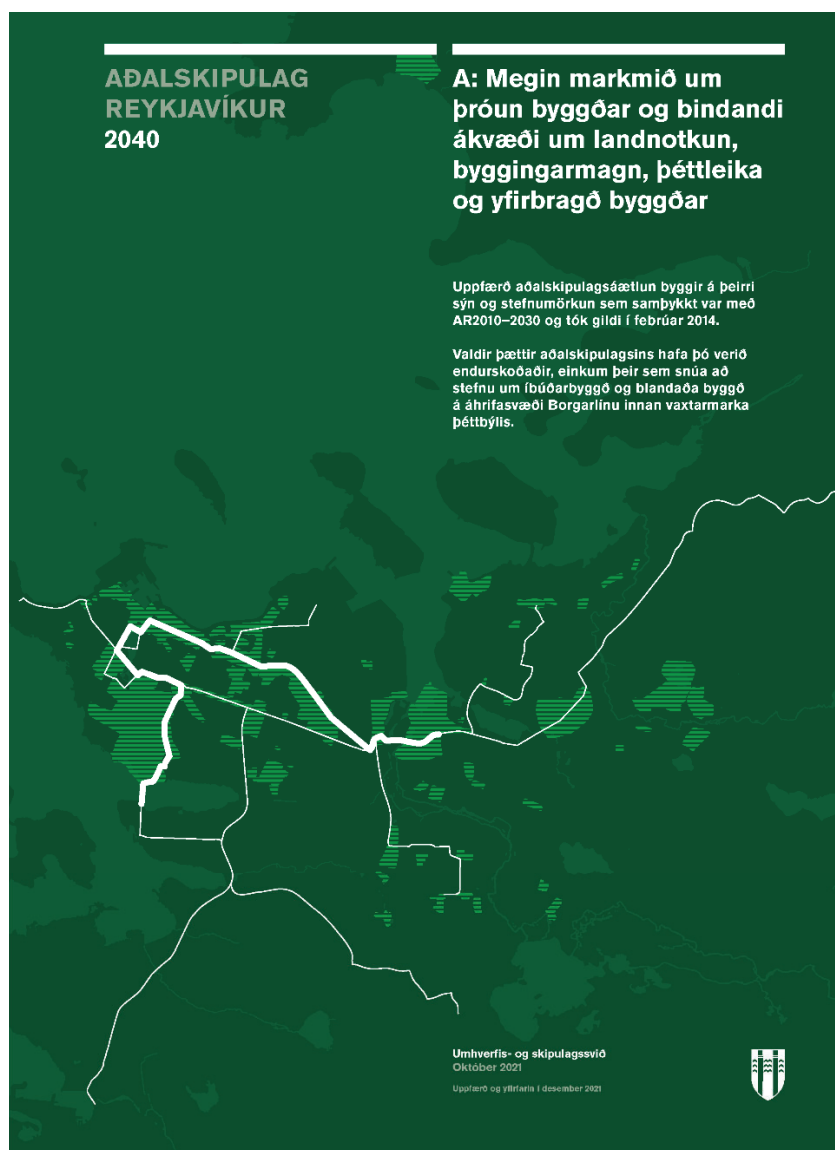 AÐALSKIPULAG
REYKJAVÍKUR
2040
A: Megin markmið um
þróun byggðar og bindandi
ákvæði um landnotkun,
byggingarmagn, þéttleika
og yfirbragð byggðar
Uppfærð aðalskipulagsáætlun byggir á þeirri
sýn og stefnumörkun sem samþykkt var með
AR2010–2030 og tók gildi í febrúar 2014.
Valdir þættir aðalskipulagsins hafa þó verið
endurskoðaðir, einkum þeir sem snúa að
stefnu um íbúðarbyggð og blandaða byggð
á áhrifasvæði Borgarlínu innan vaxtarmarka
þéttbýlis.
Umhverfis- og skipulagssvið
Október 2021
Uppfærð og yfirfarin í desember 2021